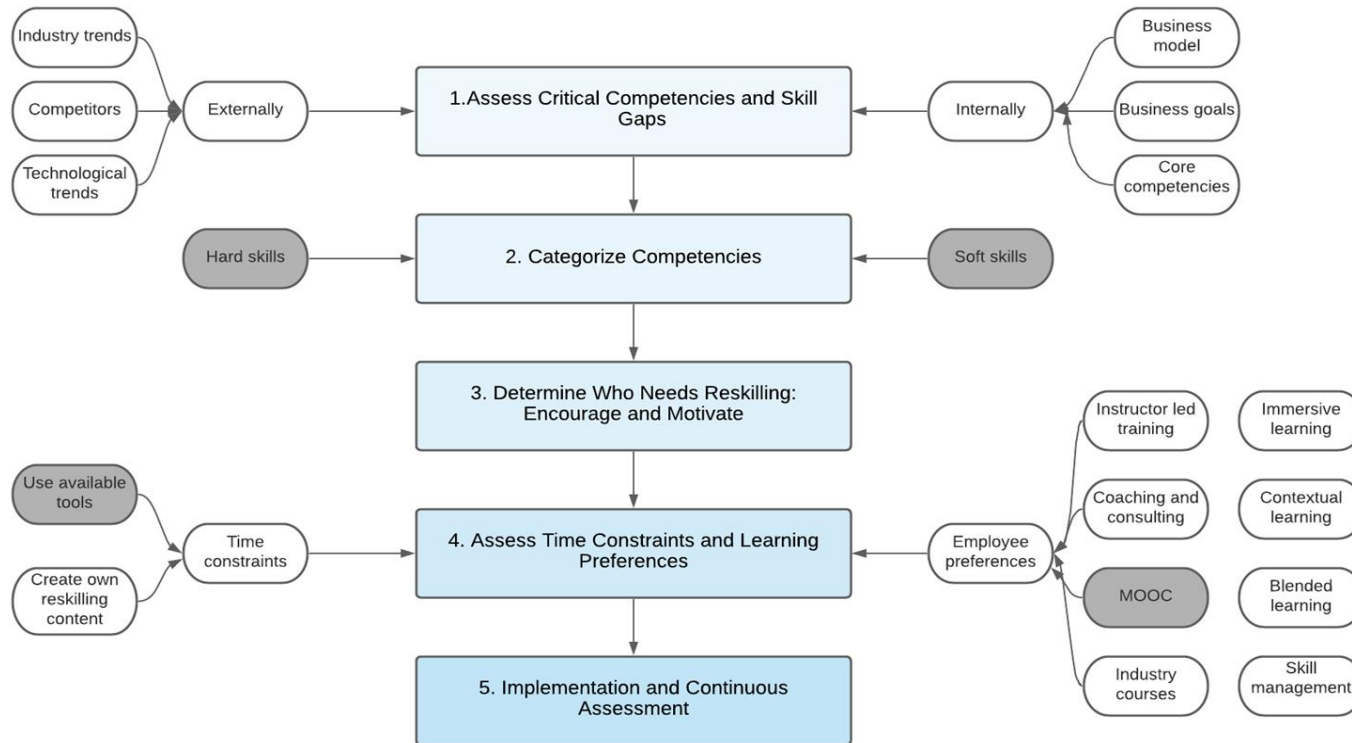 Industry trends
Competitors
Technological
trends
Externally
1.Assess Critical Competencies and Skill
Gaps
Internally
Business
model
Business goals
Core
competencies
Hard skills
2. Categorize Competencies
Soft skills
3. Determine Who Needs Reskilling:
Encourage and Motivate
Use available
tools
Create own
reskilling
content
Time
constraints
4. Assess Time Constraints and Learning
Preferences
Employee
preferences
Instructor led
training
Immersive
learning
Coaching and
consulting
Contextual
learning
MOOC
Blended
learning
Industry
courses
Skill
management
5. Implementation and Continuous
Assessment